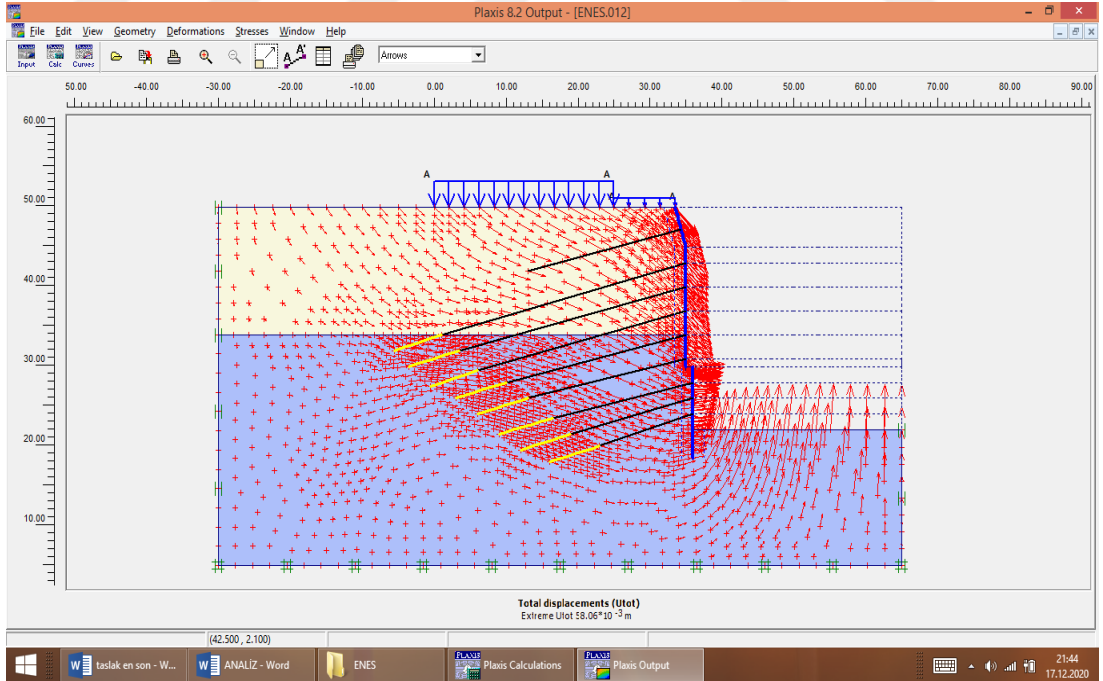 Plaxis 8.2 Output - [ENES.012]
File Edit View Geometry Deformations Stresses Window Help
PLAXIS PLAXIS PLAXIS
Input Calc Curves A A' Arrows
50.00 -40.00 -30.00 -20.00 -10.00 0.00 10.00 20.00 30.00 40.00 50.00 60.00 70.00 80.00 90.00
60.00
50.00
40.00
30.00
20.00
10.00
A A
A
Total displacements (Utot)
Extreme Utot 58.06*10 -3 m
(42.500 , 2.100)
taslak en son - W... ANALİZ - Word ENES Plaxis Calculations Plaxis Output
21:44
17.12.2020